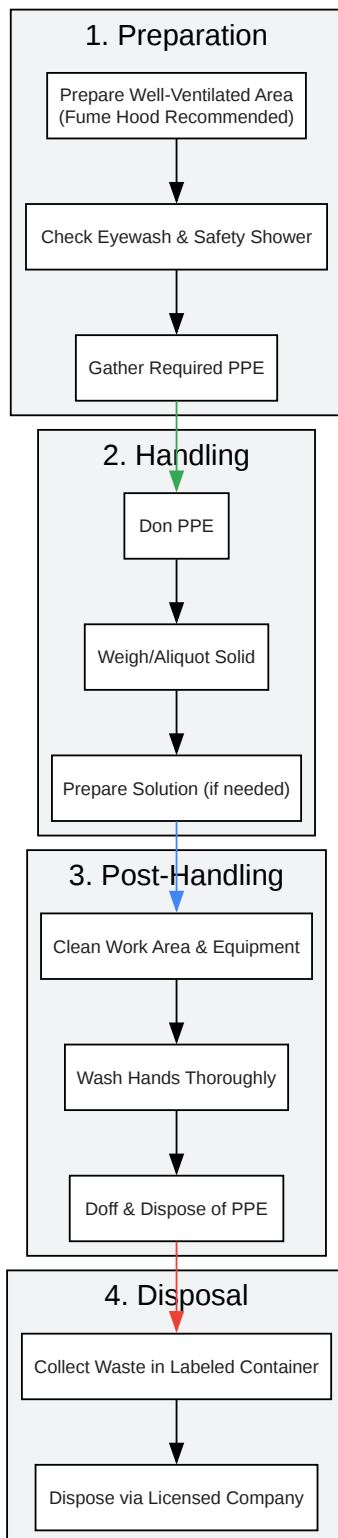 1. Preparation
Prepare Well-Ventilated Area
(Fume Hood Recommended)
Check Eyewash & Safety Shower
Gather Required PPE
2. Handling
Don PPE
Weigh/Aliquot Solid
Prepare Solution (if needed)
3. Post-Handling
Clean Work Area & Equipment
Wash Hands Thoroughly
Doff & Dispose of PPE
4. Disposal
Collect Waste in Labeled Container
Dispose via Licensed Company